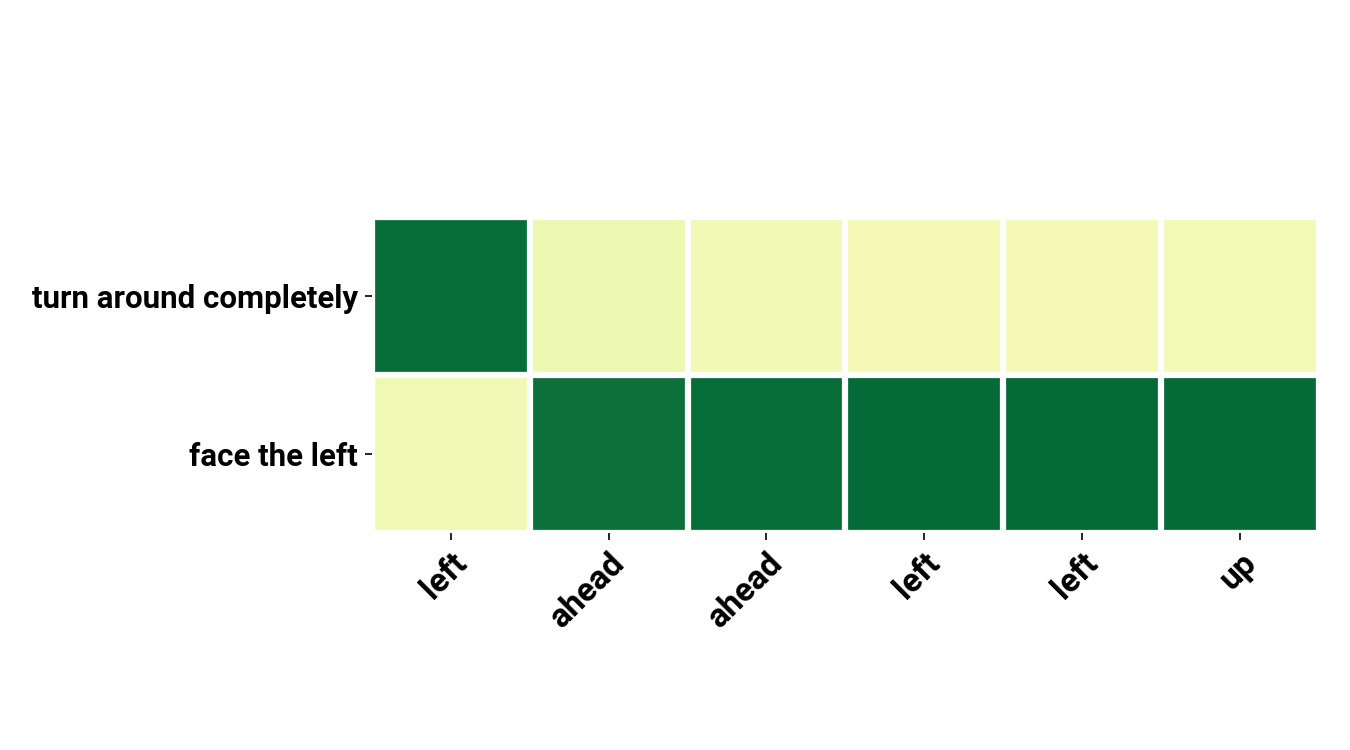 turn around completely
face the left
left
ahead
ahead
left
left
up